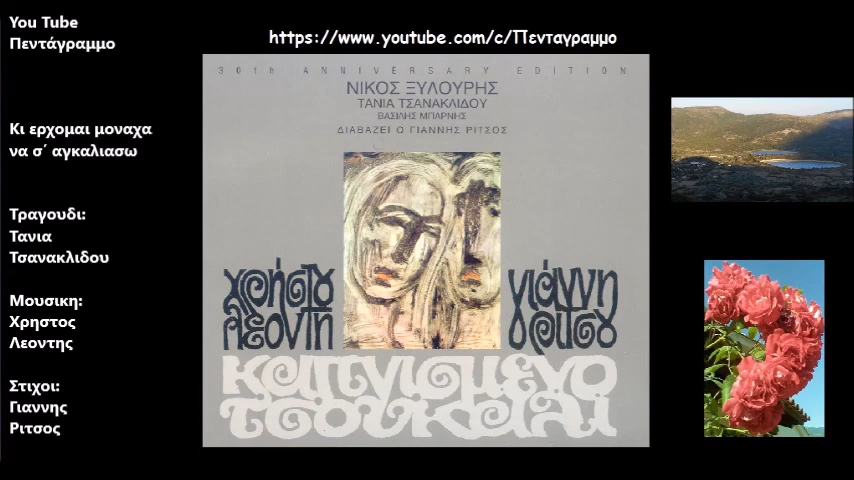 You Tube
Πεντάγραμμο
Κι ερχομαι μοναχα
να σ΄ αγκαλιασω
Τραγουδι:
Τανια
Τσανακλιδου
Μουσικη:
Χρηστος
Λεοντης
Στιχοι:
Γιαννης
Ριτσος
https://www.youtube.com/c/Πενταγραμμο
30th ANNIVERSARY EDITION
ΝΙΚΟΣ ΞΥΛΟΥΡΗΣ
ΤΑΝΙΑ ΤΣΑΝΑΚΛΙΔΟΥ
ΒΑΣΙΛΗΣ ΜΠΑΡΝΗΣ
ΔΙΑΒΑΖΕΙ Ο ΓΙΑΝΝΗΣ ΡΙΤΣΟΣ
χρήστου
λεοντή
γιάννη
ρίτσου
καπνισμένο
τσουκάλι